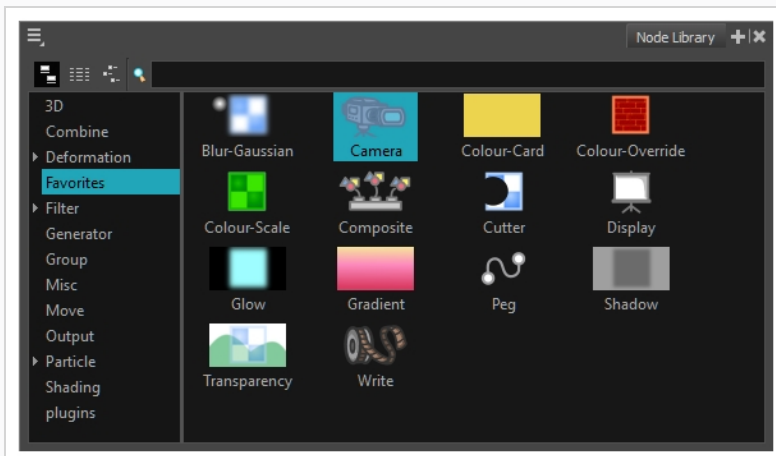 Node Library
3D
Combine
Deformation
Favorites
Filter
Generator
Group
Misc
Move
Output
Particle
Shading
plugins
Blur-Gaussian Camera Colour-Card Colour-Override
Colour-Scale Composite Cutter Display
Glow Gradient Peg Shadow
Transparency Write